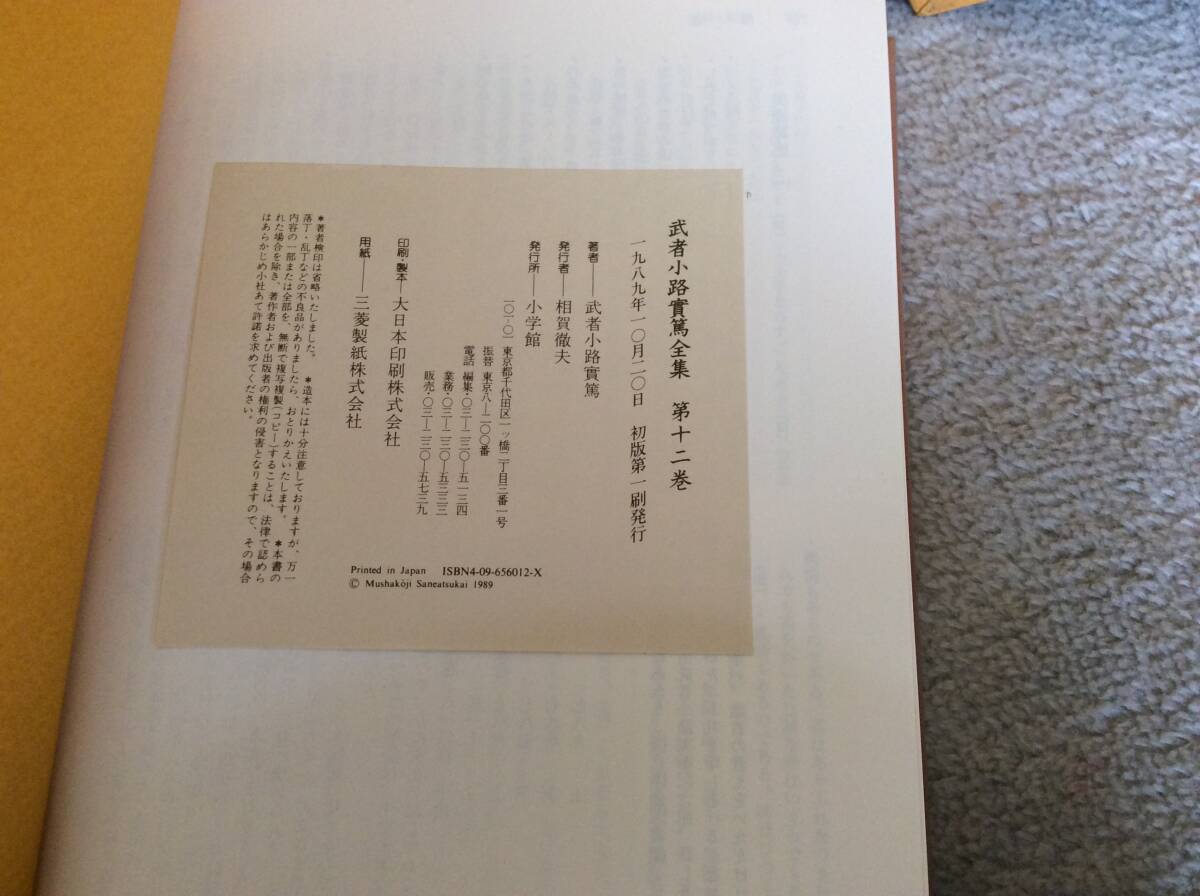 武者小路實篤全集　第十二巻
一九八九年一〇月二〇日　初版第一刷発行
著者──武者小路實篤
発行者──相賀徹夫
発行所──小学館
一〇一-〇一 東京都千代田区一ッ橋二丁目三番一号
振替 東京八─二〇〇番
電話 編集・〇三─二三〇─五一三四
業務・〇三─二三〇─五三三三
販売・〇三─二三〇─五七三九
印刷・製本──大日本印刷株式会社
用紙──三菱製紙株式会社
＊著者検印は省略いたしました。　＊造本には十分注意しておりますが、万一
落丁・乱丁などの不良品がありましたら、おとりかえいたします。　＊本書の
内容の一部または全部を、無断で複写複製(コピー)することは、法律で認めら
れた場合を除き、著作者および出版者の権利の侵害となりますので、その場合
はあらかじめ小社あて許諾を求めてください。
Printed in Japan　ISBN4-09-656012-X
© Mushakōji Saneatsukai 1989